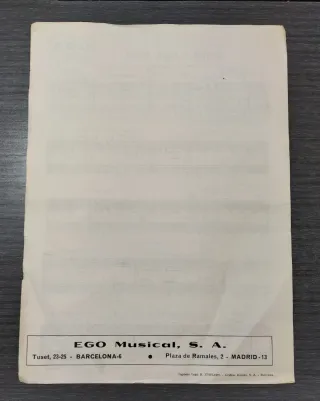 EGO Musical, S. A.
Tuset, 23-25 - BARCELONA-6 ● Plaza de Ramales, 2 - MADRID-13